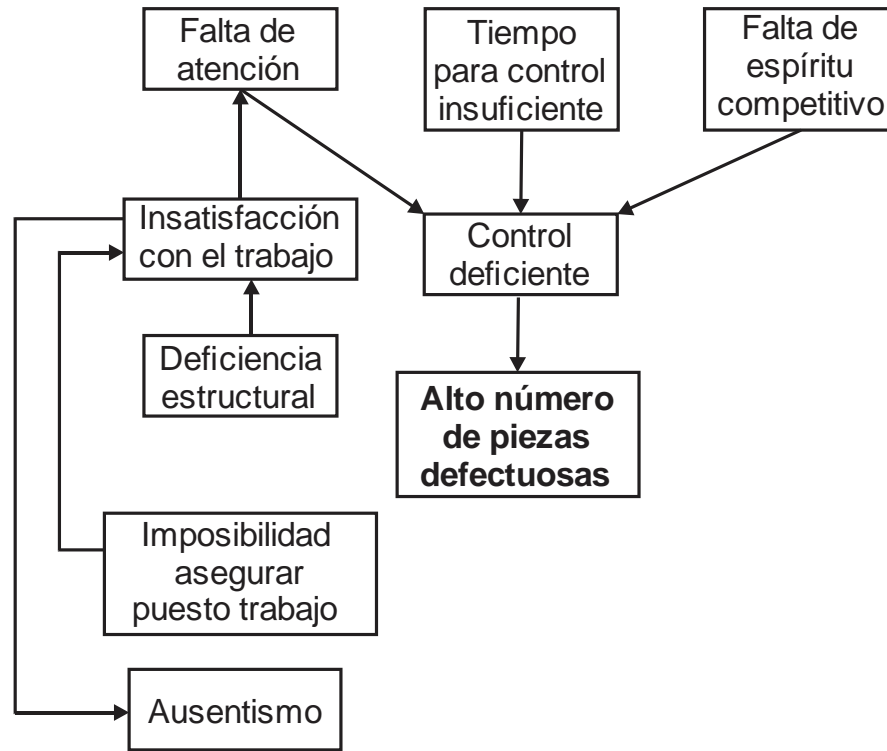 Falta de
atención
Tiempo
para control
insuficiente
Falta de
espíritu
competitivo
Insatisfacción
con el trabajo
Control
deficiente
Deficiencia
estructural
Alto número
de piezas
defectuosas
Imposibilidad
asegurar
puesto trabajo
Ausentismo